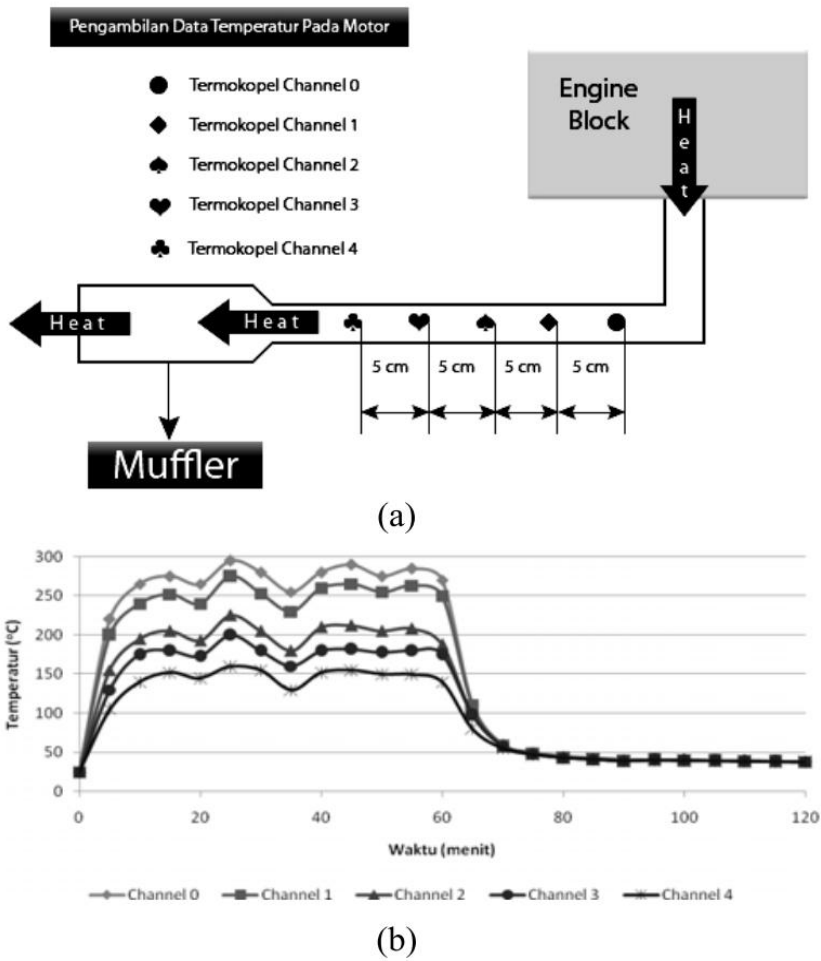 Pengambilan Data Temperatur Pada Motor
Termokopel Channel 0
Termokopel Channel 1
Termokopel Channel 2
Termokopel Channel 3
Termokopel Channel 4
Engine
Block
Heat
Heat
Heat
5 cm 5 cm 5 cm 5 cm
Muffler
(a)
Temperatur (°C)
300
250
200
150
100
50
0
0 20 40 60 80 100 120
Waktu (menit)
Channel 0 Channel 1 Channel 2 Channel 3 Channel 4
(b)